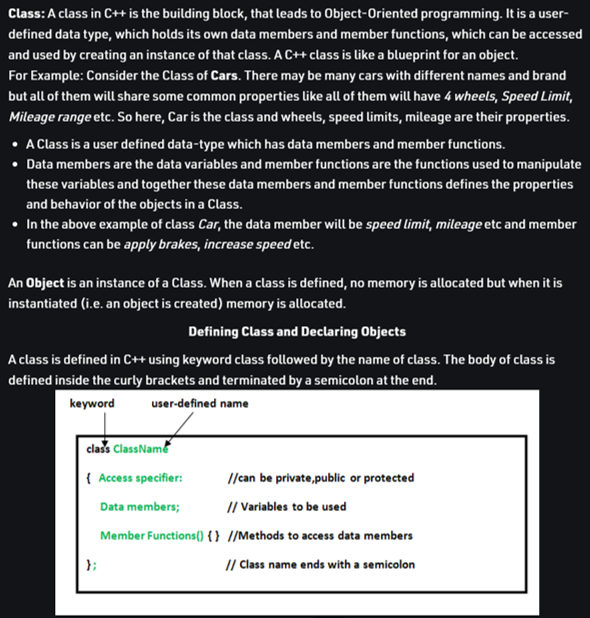 Class: A class in C++ is the building block, that leads to Object-Oriented programming. It is a user-
defined data type, which holds its own data members and member functions, which can be accessed
and used by creating an instance of that class. A C++ class is like a blueprint for an object.
For Example: Consider the Class of Cars. There may be many cars with different names and brand
but all of them will share some common properties like all of them will have 4 wheels, Speed Limit,
Mileage range etc. So here, Car is the class and wheels, speed limits, mileage are their properties.
• A Class is a user defined data-type which has data members and member functions.
• Data members are the data variables and member functions are the functions used to manipulate
these variables and together these data members and member functions defines the properties
and behavior of the objects in a Class.
• In the above example of class Car, the data member will be speed limit, mileage etc and member
functions can be apply brakes, increase speed etc.
An Object is an instance of a Class. When a class is defined, no memory is allocated but when it is
instantiated (i.e. an object is created) memory is allocated.
Defining Class and Declaring Objects
A class is defined in C++ using keyword class followed by the name of class. The body of class is
defined inside the curly brackets and terminated by a semicolon at the end.
keyword user-defined name
class ClassName
{ Access specifier: //can be private,public or protected
Data members; // Variables to be used
Member Functions() { } //Methods to access data members
}; // Class name ends with a semicolon